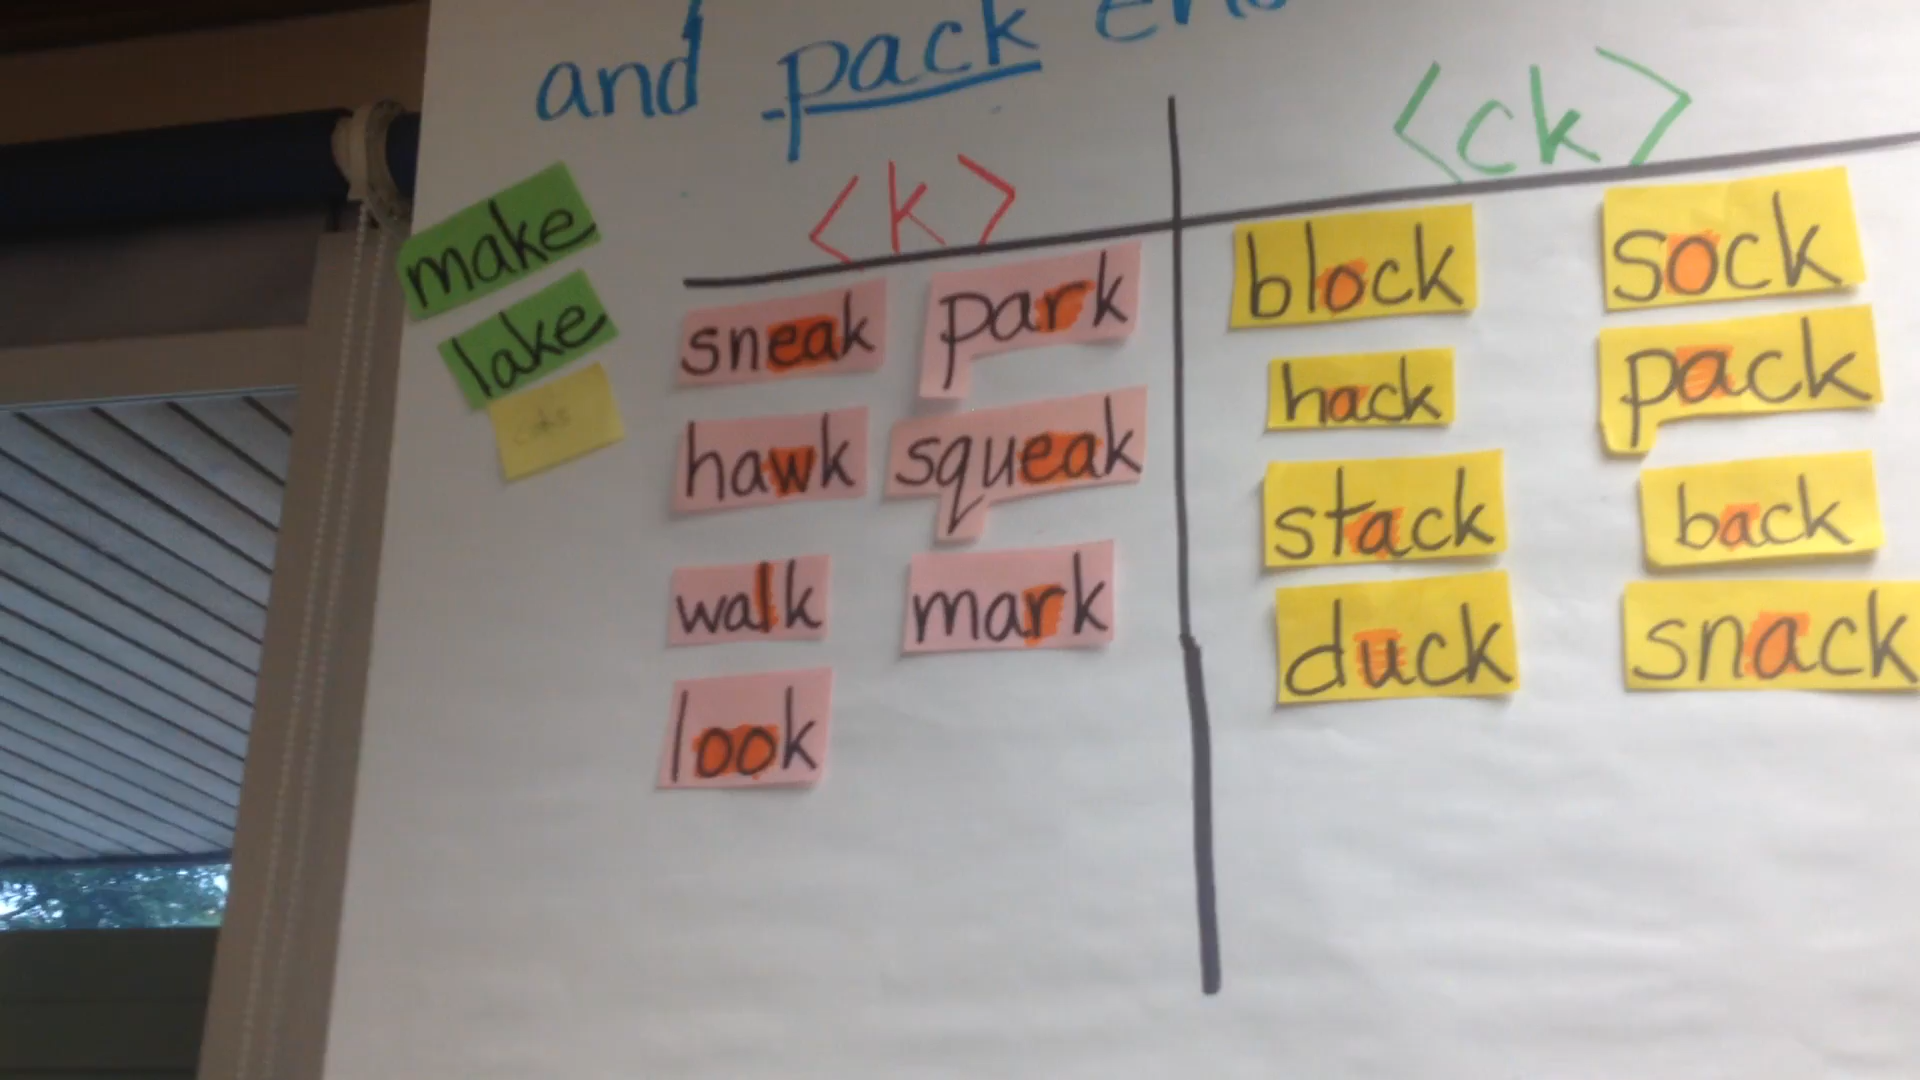 and pack en
<k>
<ck>
make
lake
sneak park
hawk squeak
walk mark
look
block sock
hack pack
stack back
duck snack